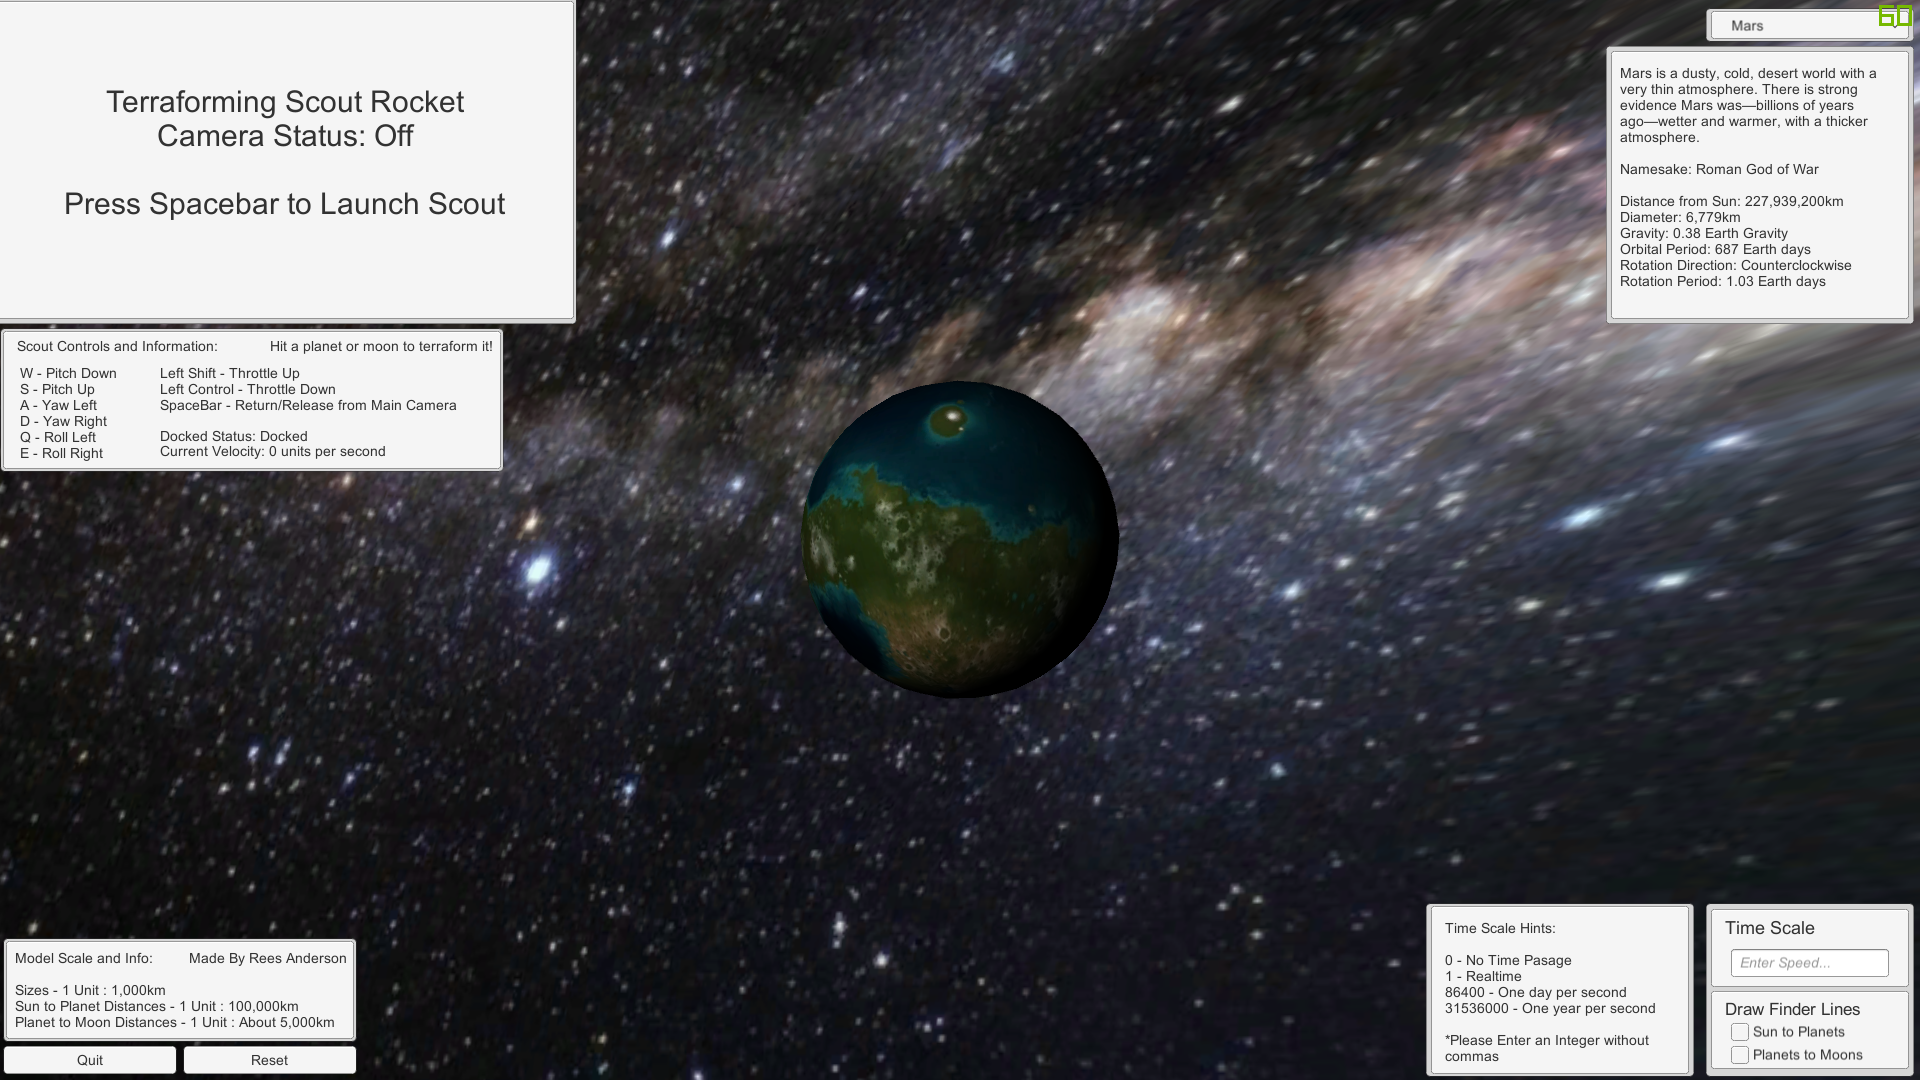 Terraforming Scout Rocket
Camera Status: Off
Press Spacebar to Launch Scout
Scout Controls and Information:
Hit a planet or moon to terraform it!
W - Pitch Down
S - Pitch Up
A - Yaw Left
D - Yaw Right
Q - Roll Left
E - Roll Right
Left Shift - Throttle Up
Left Control - Throttle Down
SpaceBar - Return/Release from Main Camera
Docked Status: Docked
Current Velocity: 0 units per second
60
Mars
Mars is a dusty, cold, desert world with a
very thin atmosphere. There is strong
evidence Mars was—billions of years
ago—wetter and warmer, with a thicker
atmosphere.
Namesake: Roman God of War
Distance from Sun: 227,939,200km
Diameter: 6,779km
Gravity: 0.38 Earth Gravity
Orbital Period: 687 Earth days
Rotation Direction: Counterclockwise
Rotation Period: 1.03 Earth days
Model Scale and Info:
Made By Rees Anderson
Sizes - 1 Unit : 1,000km
Sun to Planet Distances - 1 Unit : 100,000km
Planet to Moon Distances - 1 Unit : About 5,000km
Quit
Reset
Time Scale Hints:
0 - No Time Pasage
1 - Realtime
86400 - One day per second
31536000 - One year per second
*Please Enter an Integer without
commas
Time Scale
Enter Speed...
Draw Finder Lines
Sun to Planets
Planets to Moons